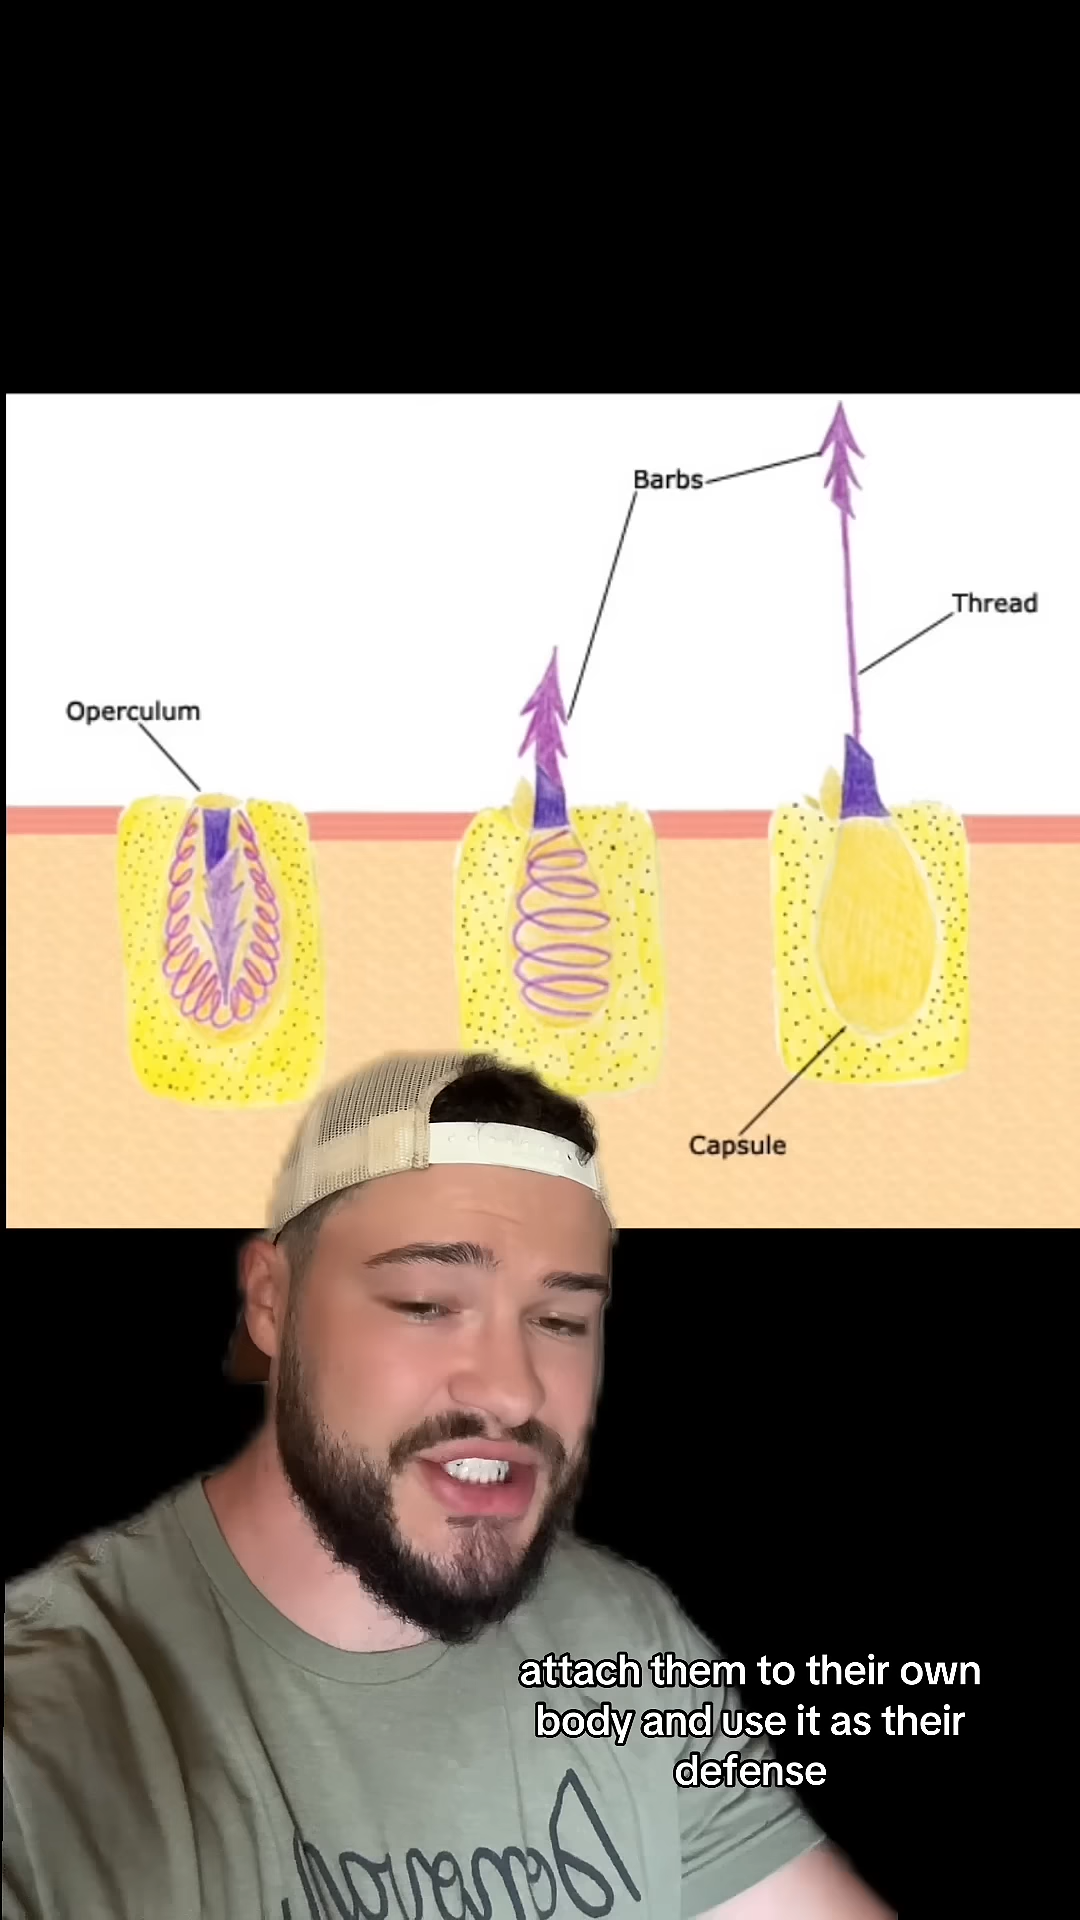 Barbs
Thread
Operculum
Capsule
attach them to their own
body and use it as their
defense